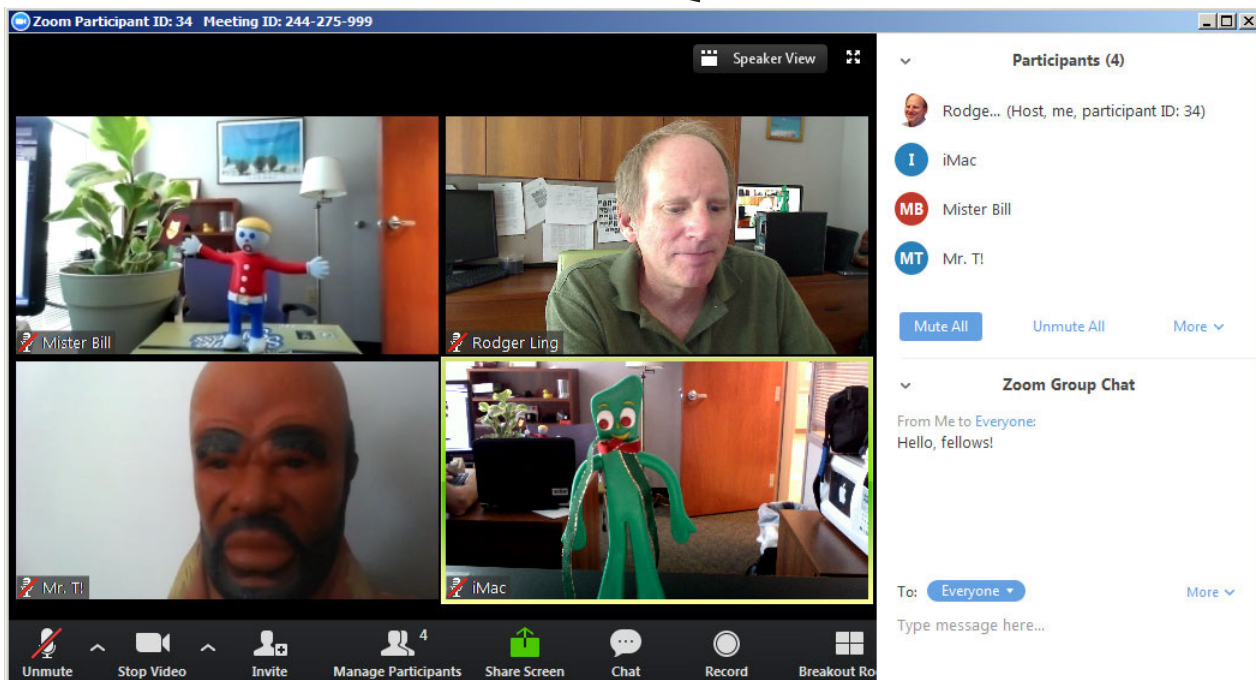 Zoom Participant ID: 34 Meeting ID: 244-275-999
Speaker View
Mister Bill
Rodger Ling
Mr. T!
iMac
Unmute
Stop Video
Invite
Manage Participants
4
Share Screen
Chat
Record
Breakout Ro
Participants (4)
Rodge... (Host, me, participant ID: 34)
I
iMac
MB
Mister Bill
MT
Mr. T!
Mute All
Unmute All
More
Zoom Group Chat
From Me to Everyone:
Hello, fellows!
To: Everyone
More
Type message here...